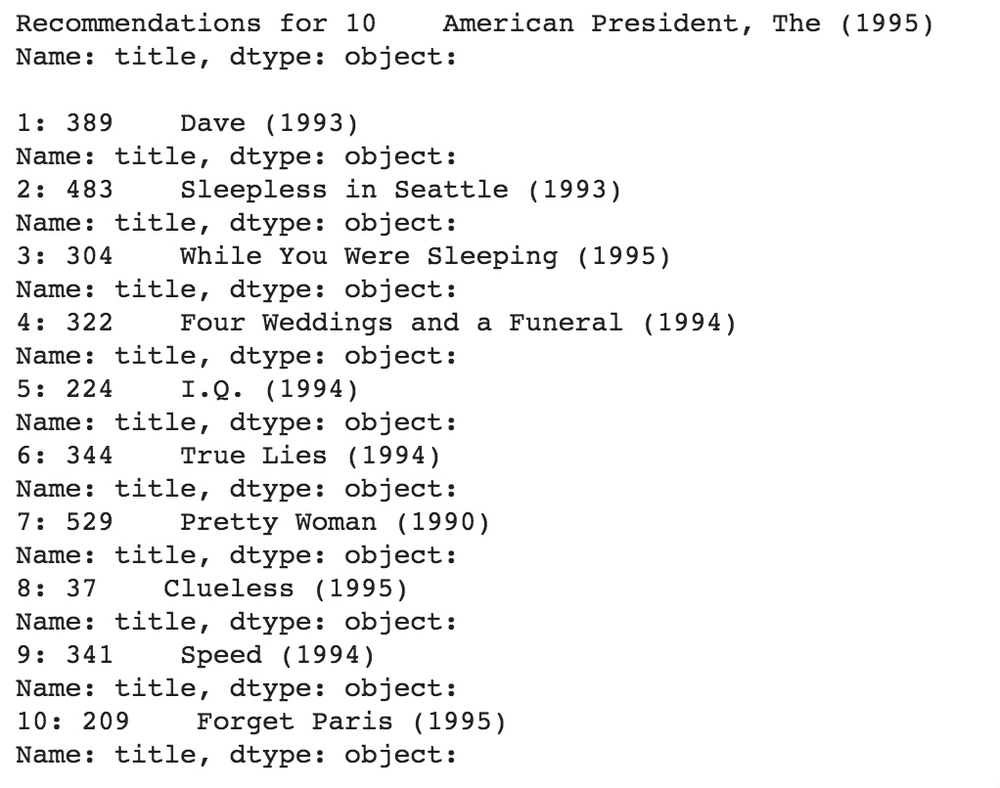 Recommendations for 10    American President, The (1995)
Name: title, dtype: object:

1: 389    Dave (1993)
Name: title, dtype: object:
2: 483    Sleepless in Seattle (1993)
Name: title, dtype: object:
3: 304    While You Were Sleeping (1995)
Name: title, dtype: object:
4: 322    Four Weddings and a Funeral (1994)
Name: title, dtype: object:
5: 224    I.Q. (1994)
Name: title, dtype: object:
6: 344    True Lies (1994)
Name: title, dtype: object:
7: 529    Pretty Woman (1990)
Name: title, dtype: object:
8: 37    Clueless (1995)
Name: title, dtype: object:
9: 341    Speed (1994)
Name: title, dtype: object:
10: 209    Forget Paris (1995)
Name: title, dtype: object: